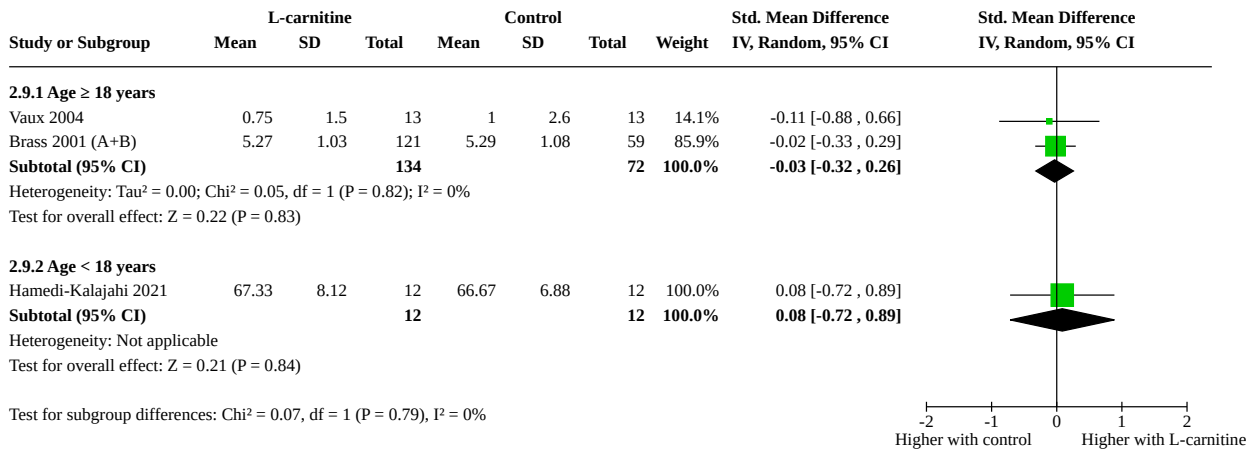 L-carnitine Control Std. Mean Difference Std. Mean Difference
Study or Subgroup Mean SD Total Mean SD Total Weight IV, Random, 95% CI IV, Random, 95% CI
2.9.1 Age ≥ 18 years
Vaux 2004 0.75 1.5 13 1 2.6 13 14.1% -0.11 [-0.88 , 0.66]
Brass 2001 (A+B) 5.27 1.03 121 5.29 1.08 59 85.9% -0.02 [-0.33 , 0.29]
Subtotal (95% CI) 134 72 100.0% -0.03 [-0.32 , 0.26]
Heterogeneity: Tau² = 0.00; Chi² = 0.05, df = 1 (P = 0.82); I² = 0%
Test for overall effect: Z = 0.22 (P = 0.83)
2.9.2 Age < 18 years
Hamedi-Kalajahi 2021 67.33 8.12 12 66.67 6.88 12 100.0% 0.08 [-0.72 , 0.89]
Subtotal (95% CI) 12 12 100.0% 0.08 [-0.72 , 0.89]
Heterogeneity: Not applicable
Test for overall effect: Z = 0.21 (P = 0.84)
Test for subgroup differences: Chi² = 0.07, df = 1 (P = 0.79), I² = 0%
-2 -1 0 1 2
Higher with control Higher with L-carnitine